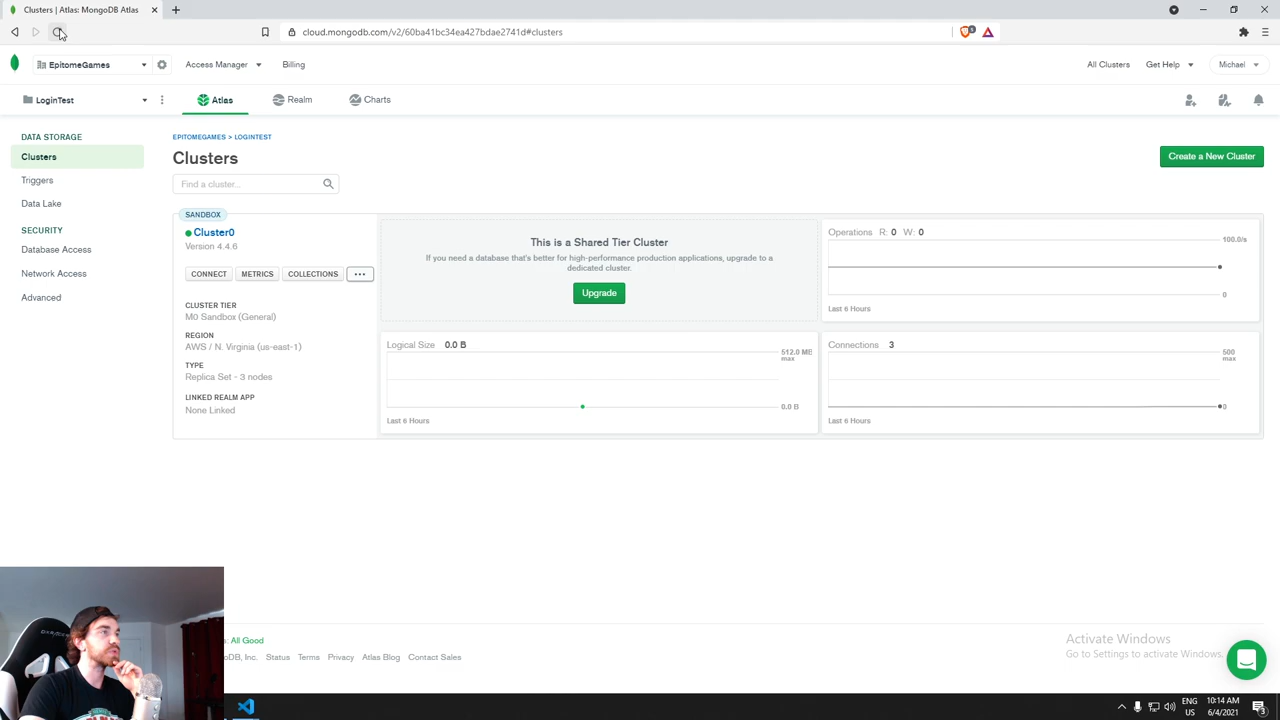 Clusters | Atlas: MongoDB Atlas
cloud.mongodb.com/v2/60ba41bc34ea427bdae2741d#clusters
EpitomeGames
Access Manager
Billing
All Clusters
Get Help
Michael
LoginTest
Atlas
Realm
Charts
DATA STORAGE
Clusters
Triggers
Data Lake
SECURITY
Database Access
Network Access
Advanced
EPITOMEGAMES > LOGINTEST
Clusters
Create a New Cluster
Find a cluster...
SANDBOX
Cluster0
Version 4.4.6
CONNECT
METRICS
COLLECTIONS
CLUSTER TIER
M0 Sandbox (General)
REGION
AWS / N. Virginia (us-east-1)
TYPE
Replica Set - 3 nodes
LINKED REALM APP
None Linked
This is a Shared Tier Cluster
If you need a database that's better for high-performance production applications, upgrade to a
dedicated cluster.
Upgrade
Operations R: 0 W: 0
100.0/s
0
Last 6 Hours
Logical Size 0.0 B
512.0 MB
max
0.0 B
Last 6 Hours
Connections 3
500
max
0
Last 6 Hours
All Good
DB, Inc.
Status
Terms
Privacy
Atlas Blog
Contact Sales
Activate Windows
Go to Settings to activate Windows.
ENG
US
10:14 AM
6/4/2021
3